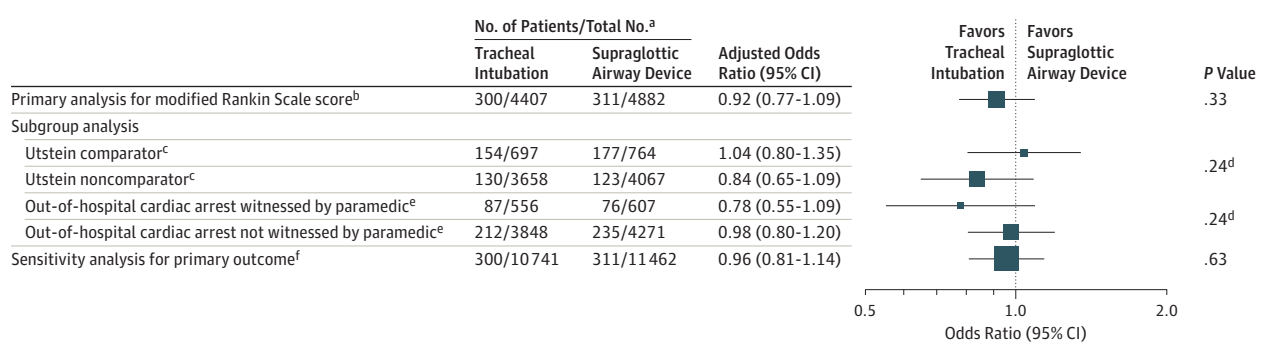 No. of Patients/Total No.a
Tracheal Intubation
Supraglottic Airway Device
Adjusted Odds Ratio (95% CI)
Favors Tracheal Intubation
Favors Supraglottic Airway Device
P Value
Primary analysis for modified Rankin Scale scoreb 300/4407 311/4882 0.92 (0.77-1.09) .33
Subgroup analysis
Utstein comparatorc 154/697 177/764 1.04 (0.80-1.35)
.24d
Utstein noncomparatorc 130/3658 123/4067 0.84 (0.65-1.09)
Out-of-hospital cardiac arrest witnessed by paramedice 87/556 76/607 0.78 (0.55-1.09)
.24d
Out-of-hospital cardiac arrest not witnessed by paramedice 212/3848 235/4271 0.98 (0.80-1.20)
Sensitivity analysis for primary outcomef 300/10741 311/11462 0.96 (0.81-1.14) .63
0.5 1.0 2.0
Odds Ratio (95% CI)